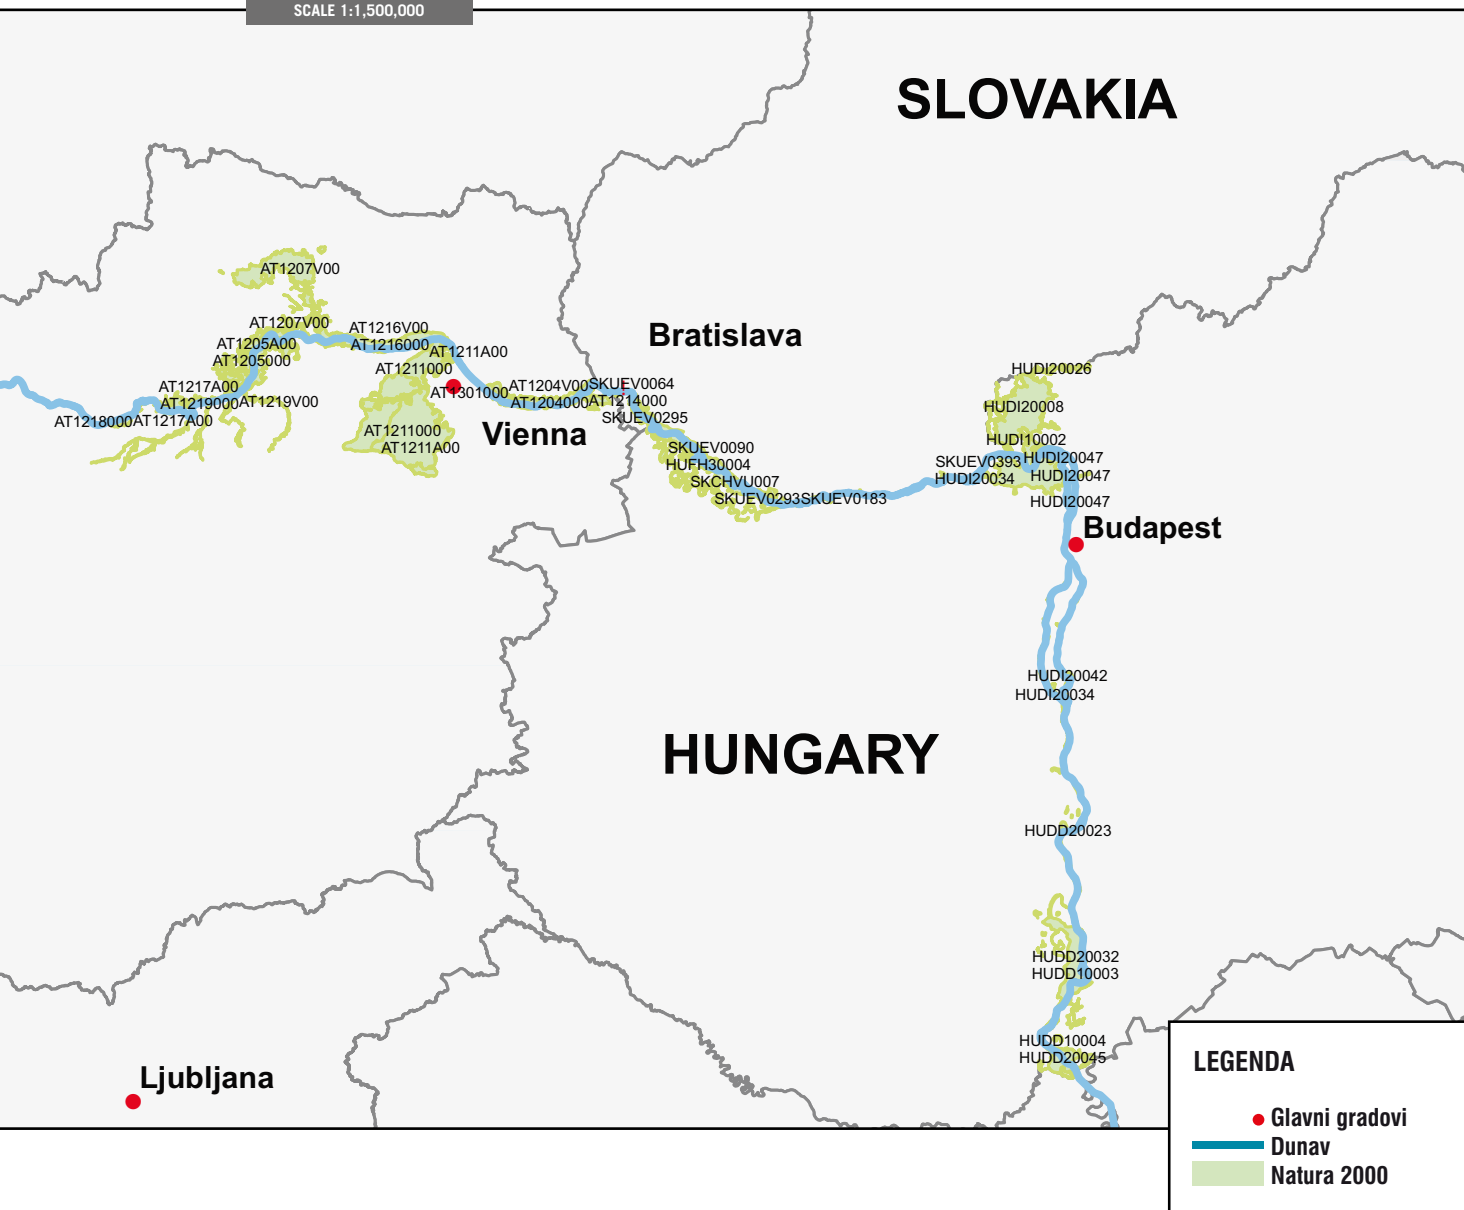 SCALE 1:1,500,000
SLOVAKIA
AT1207V00
AT1207V00
AT1216V00
Bratislava
AT1205A00
AT1216000
AT1211A00
AT1205000
AT1211000
HUDI20026
AT1217A00
AT1301000
AT1204V00
SKUEV0064
AT1219000
AT1219V00
AT1204000
AT1214000
HUDI20008
AT1218000
AT1217A00
SKUEV0295
AT1211000
Vienna
HUDI10002
AT1211A00
SKUEV0090
HUFH30004
SKUEV0393
HUDI20047
SKCHVU007
HUDI20034
HUDI20047
SKUEV0293
SKUEV0183
HUDI20047
Budapest
HUDI20042
HUDI20034
HUNGARY
HUDD20023
HUDD20032
HUDD10003
HUDD10004
HUDD20045
Ljubljana
LEGENDA
Glavni gradovi
Dunav
Natura 2000